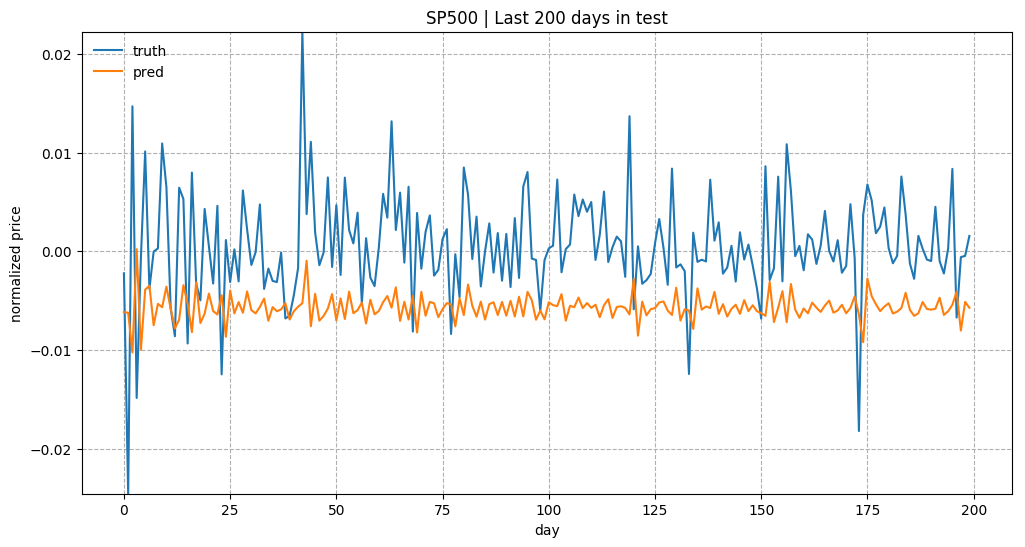 SP500 | Last 200 days in test
truth
pred
0.02
0.01
0.00
−0.01
−0.02
normalized price
0 25 50 75 100 125 150 175 200
day